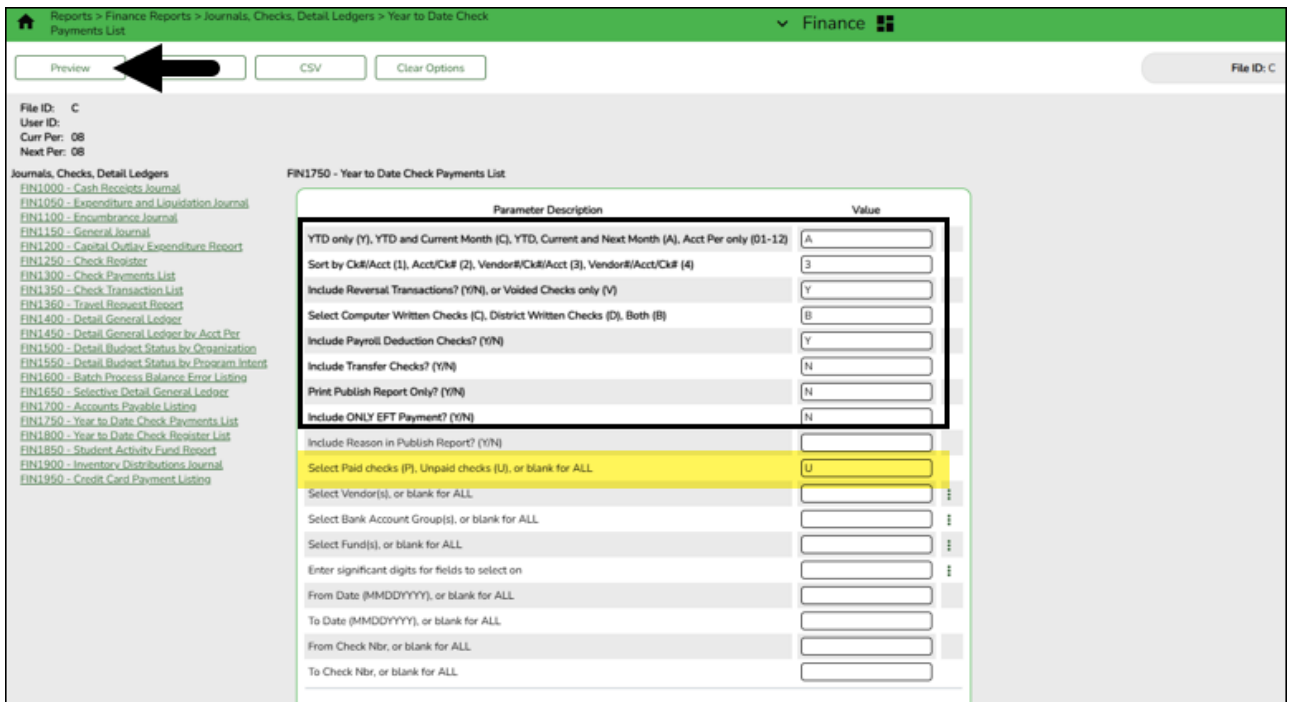 Reports > Finance Reports > Journals, Checks, Detail Ledgers > Year to Date Check
Payments List
Finance
Preview
CSV
Clear Options
File ID: C
File ID: C
User ID:
Curr Per: 08
Next Per: 08
Journals, Checks, Detail Ledgers
FIN1000 - Cash Receipts Journal
FIN1050 - Expenditure and Liquidation Journal
FIN1100 - Encumbrance Journal
FIN1150 - General Journal
FIN1200 - Capital Outlay Expenditure Report
FIN1250 - Check Register
FIN1300 - Check Payments List
FIN1350 - Check Transaction List
FIN1360 - Travel Request Report
FIN1400 - Detail General Ledger
FIN1450 - Detail General Ledger by Acct Per
FIN1500 - Detail Budget Status by Organization
FIN1550 - Detail Budget Status by Program Intent
FIN1600 - Batch Process Balance Error Listing
FIN1650 - Selective Detail General Ledger
FIN1700 - Accounts Payable Listing
FIN1750 - Year to Date Check Payments List
FIN1800 - Year to Date Check Register List
FIN1850 - Student Activity Fund Report
FIN1900 - Inventory Distributions Journal
FIN1950 - Credit Card Payment Listing
FIN1750 - Year to Date Check Payments List
Parameter Description Value
YTD only (Y), YTD and Current Month (C), YTD, Current and Next Month (A), Acct Per only (01-12) A
Sort by Ck#/Acct (1), Acct/Ck# (2), Vendor#/Ck#/Acct (3), Vendor#/Acct/Ck# (4) 3
Include Reversal Transactions? (Y/N), or Voided Checks only (V) Y
Select Computer Written Checks (C), District Written Checks (D), Both (B) B
Include Payroll Deduction Checks? (Y/N) Y
Include Transfer Checks? (Y/N) N
Print Publish Report Only? (Y/N) N
Include ONLY EFT Payment? (Y/N) N
Include Reason in Publish Report? (Y/N)
Select Paid checks (P), Unpaid checks (U), or blank for ALL U
Select Vendor(s), or blank for ALL
Select Bank Account Group(s), or blank for ALL
Select Fund(s), or blank for ALL
Enter significant digits for fields to select on
From Date (MMDDYYYY), or blank for ALL
To Date (MMDDYYYY), or blank for ALL
From Check Nbr, or blank for ALL
To Check Nbr, or blank for ALL